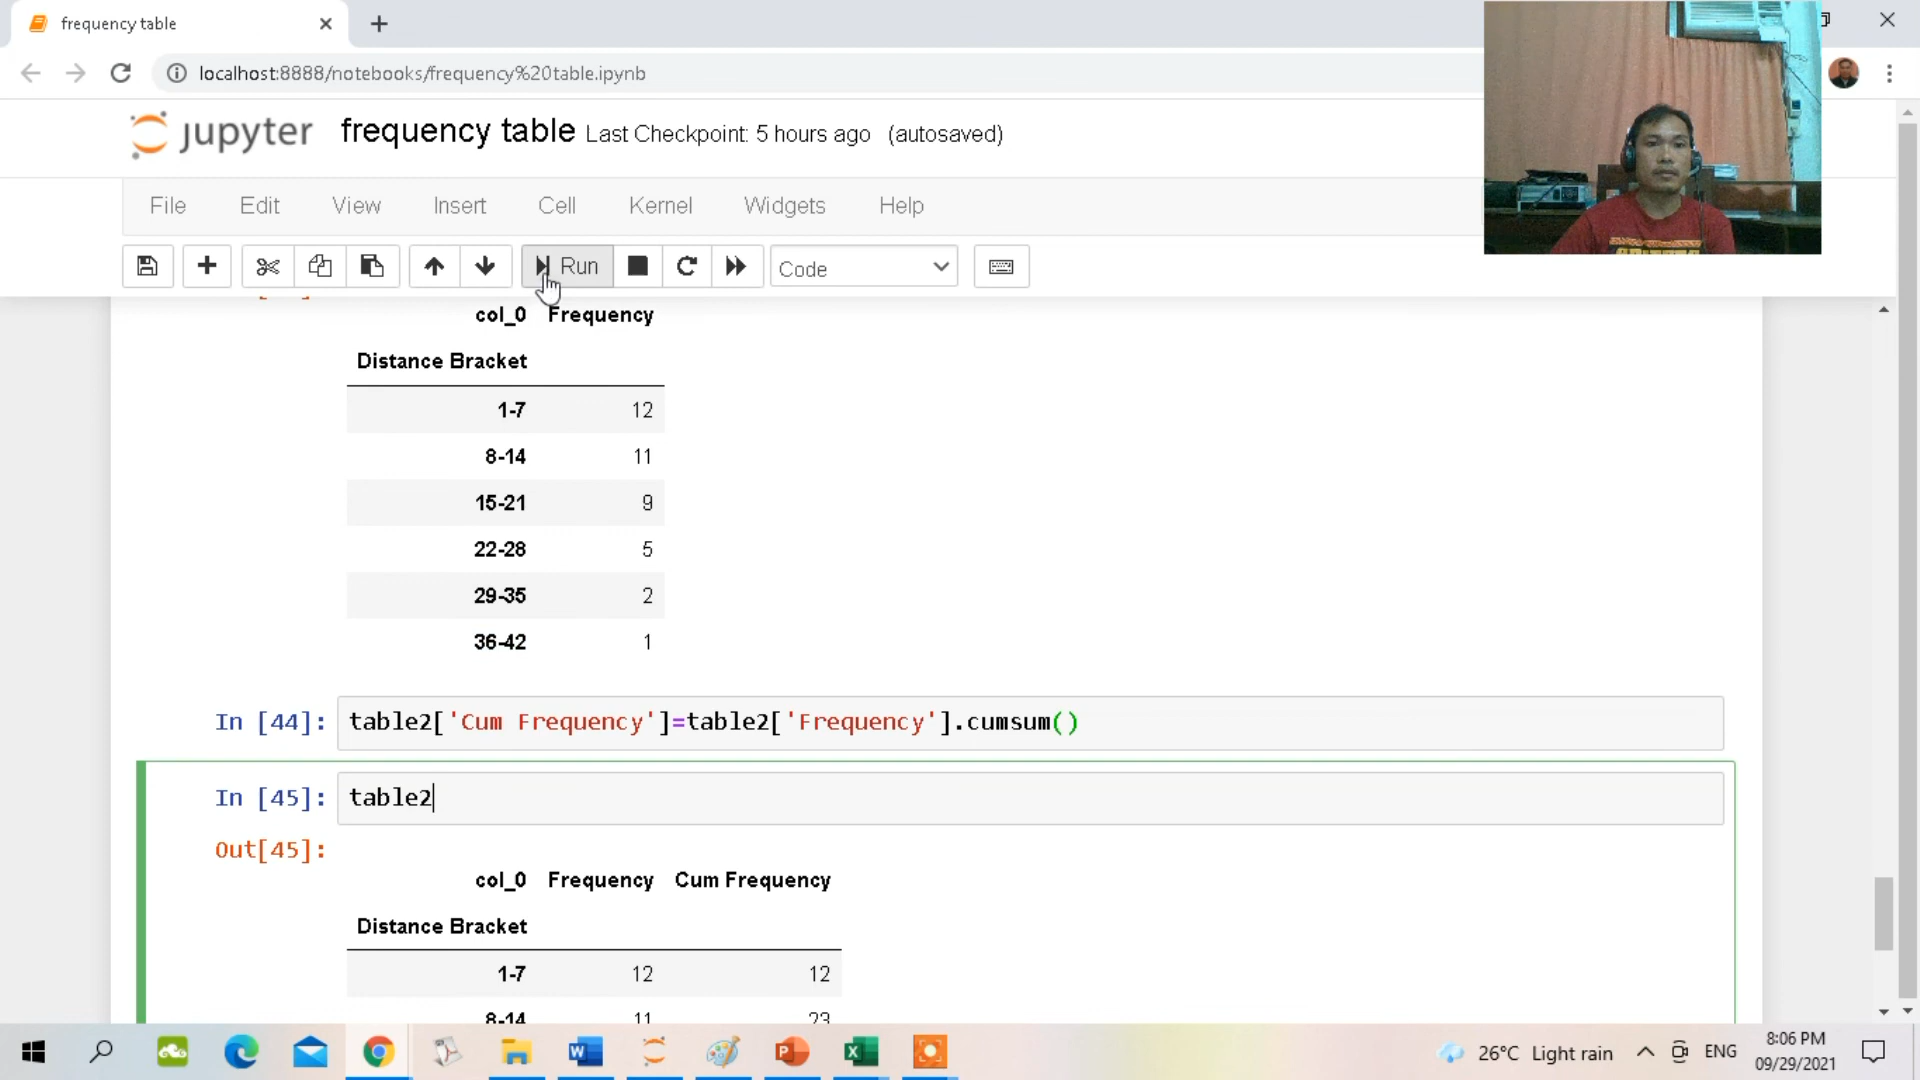 frequency table
localhost:8888/notebooks/frequency%20table.ipynb
jupyter frequency table Last Checkpoint: 5 hours ago (autosaved)
File Edit View Insert Cell Kernel Widgets Help
Run Code
col_0 Frequency
Distance Bracket
1-7 12
8-14 11
15-21 9
22-28 5
29-35 2
36-42 1
In [44]: table2['Cum Frequency']=table2['Frequency'].cumsum()
In [45]: table2
Out[45]:
col_0 Frequency Cum Frequency
Distance Bracket
1-7 12 12
8-14 11 23
26°C Light rain ENG 8:06 PM
09/29/2021